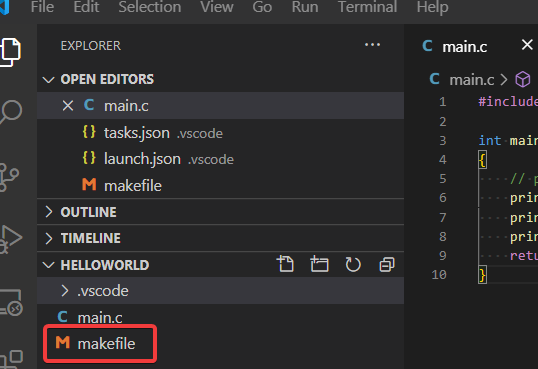 File Edit Selection View Go Run Terminal Help
EXPLORER
OPEN EDITORS
main.c
tasks.json .vscode
launch.json .vscode
makefile
OUTLINE
TIMELINE
HELLOWORLD
.vscode
main.c
makefile
main.c
main.c >
1 #include
2
3 int main
4 {
5 // p
6 prin
7 prin
8 prin
9 retu
10 }